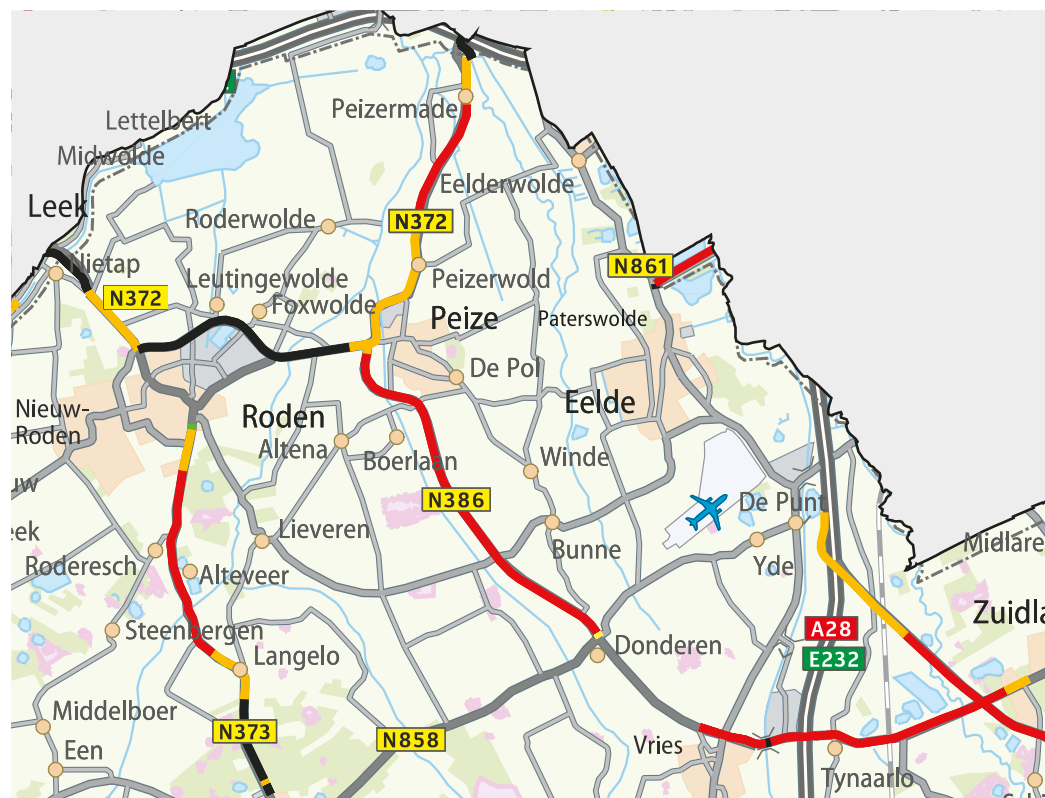 Peizermade
Lettelbert
Midwolde
Eelderwolde
Leek
Roderwolde
N372
Nietap
N861
Leutingewolde
Peizerwold
N372
Foxwolde
Peize
Paterswolde
De Pol
Nieuw-
Roden
Roden
Eelde
Altena
Boerlaan
Winde
uw
N386
De Punt
eek
Lieveren
Bunne
Midlare
Roderesch
Alteveer
Yde
Zuidla
Steenbergen
A28
Donderen
Langelo
E232
Middelboer
N373
N858
Een
Vries
Tynaarlo